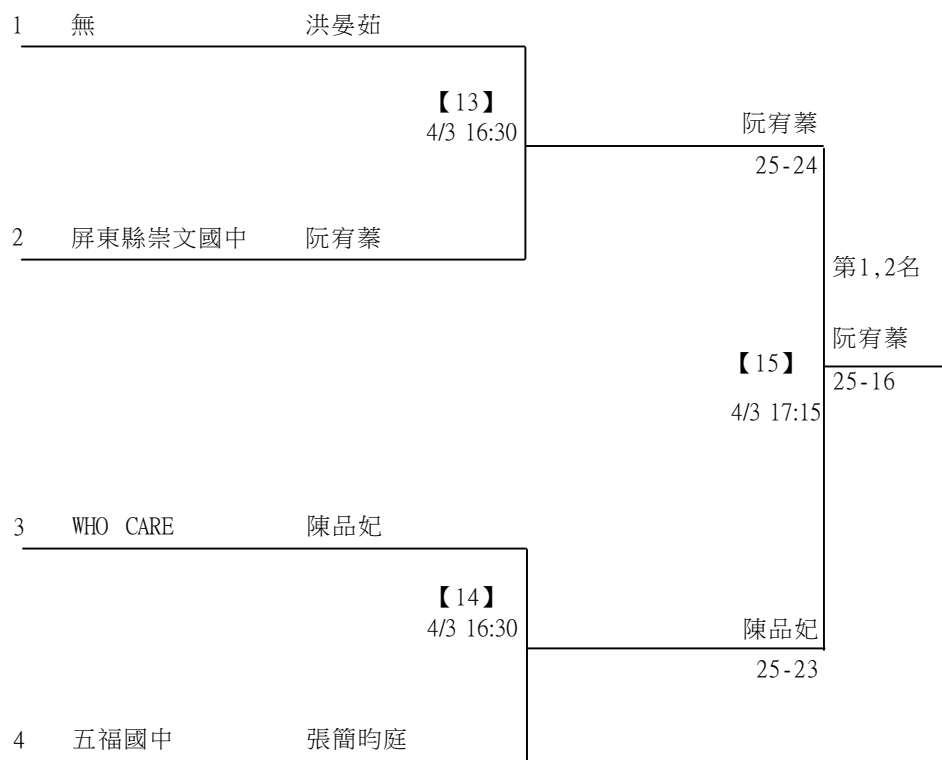 1 無 洪晏茹
【13】
4/3 16:30
阮宥蓁
25-24
2 屏東縣崇文國中 阮宥蓁
第1,2名
阮宥蓁
【15】
25-16
4/3 17:15
3 WHO CARE 陳品妃
【14】
4/3 16:30
陳品妃
25-23
4 五福國中 張簡昀庭